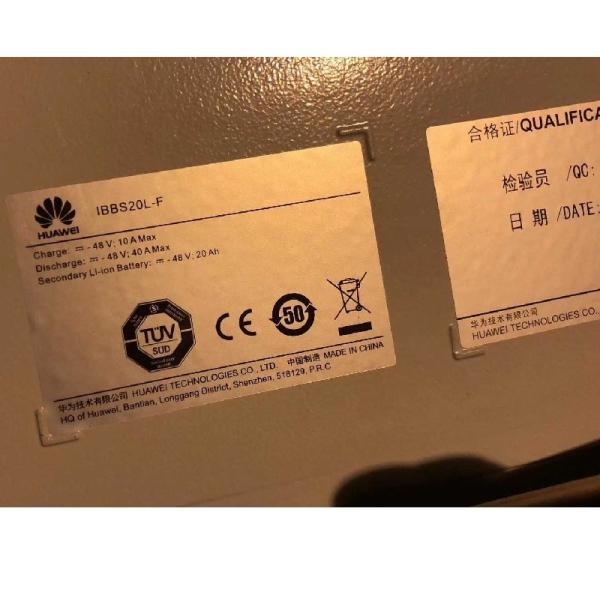 HUAWEI
IBBS20L-F
Charge: ⎓ - 48 V; 10 A Max
Discharge: ⎓ - 48 V; 40 A Max
Secondary Li-ion Battery: ⎓ - 48 V; 20 Ah
TÜV
SUD
CE
50
华为技术有限公司 HUAWEI TECHNOLOGIES CO., LTD. 中国制造 MADE IN CHINA
HQ of Huawei, Bantian, Longgang District, Shenzhen, 518129, P.R.C
合格证/QUALIFICA
检验员 /QC:
日 期 /DATE:
华为技术有限公司
HUAWEI TECHNOLOGIES CO.,